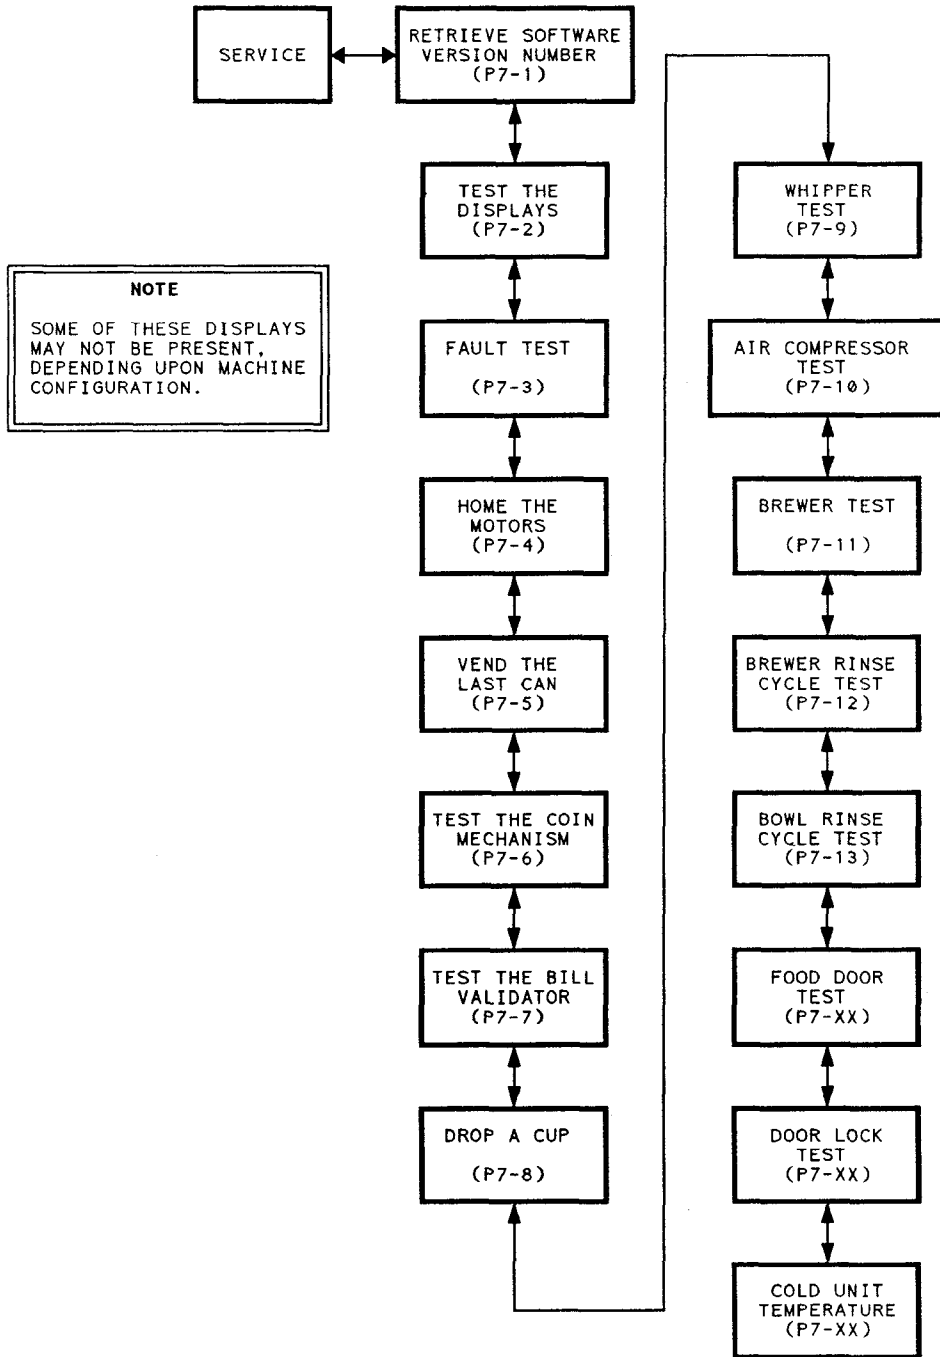 SERVICE
RETRIEVE SOFTWARE
VERSION NUMBER
(P7-1)
TEST THE
DISPLAYS
(P7-2)
NOTE
SOME OF THESE DISPLAYS
MAY NOT BE PRESENT,
DEPENDING UPON MACHINE
CONFIGURATION.
FAULT TEST
(P7-3)
HOME THE
MOTORS
(P7-4)
VEND THE
LAST CAN
(P7-5)
TEST THE COIN
MECHANISM
(P7-6)
TEST THE BILL
VALIDATOR
(P7-7)
DROP A CUP
(P7-8)
WHIPPER
TEST
(P7-9)
AIR COMPRESSOR
TEST
(P7-10)
BREWER TEST
(P7-11)
BREWER RINSE
CYCLE TEST
(P7-12)
BOWL RINSE
CYCLE TEST
(P7-13)
FOOD DOOR
TEST
(P7-XX)
DOOR LOCK
TEST
(P7-XX)
COLD UNIT
TEMPERATURE
(P7-XX)